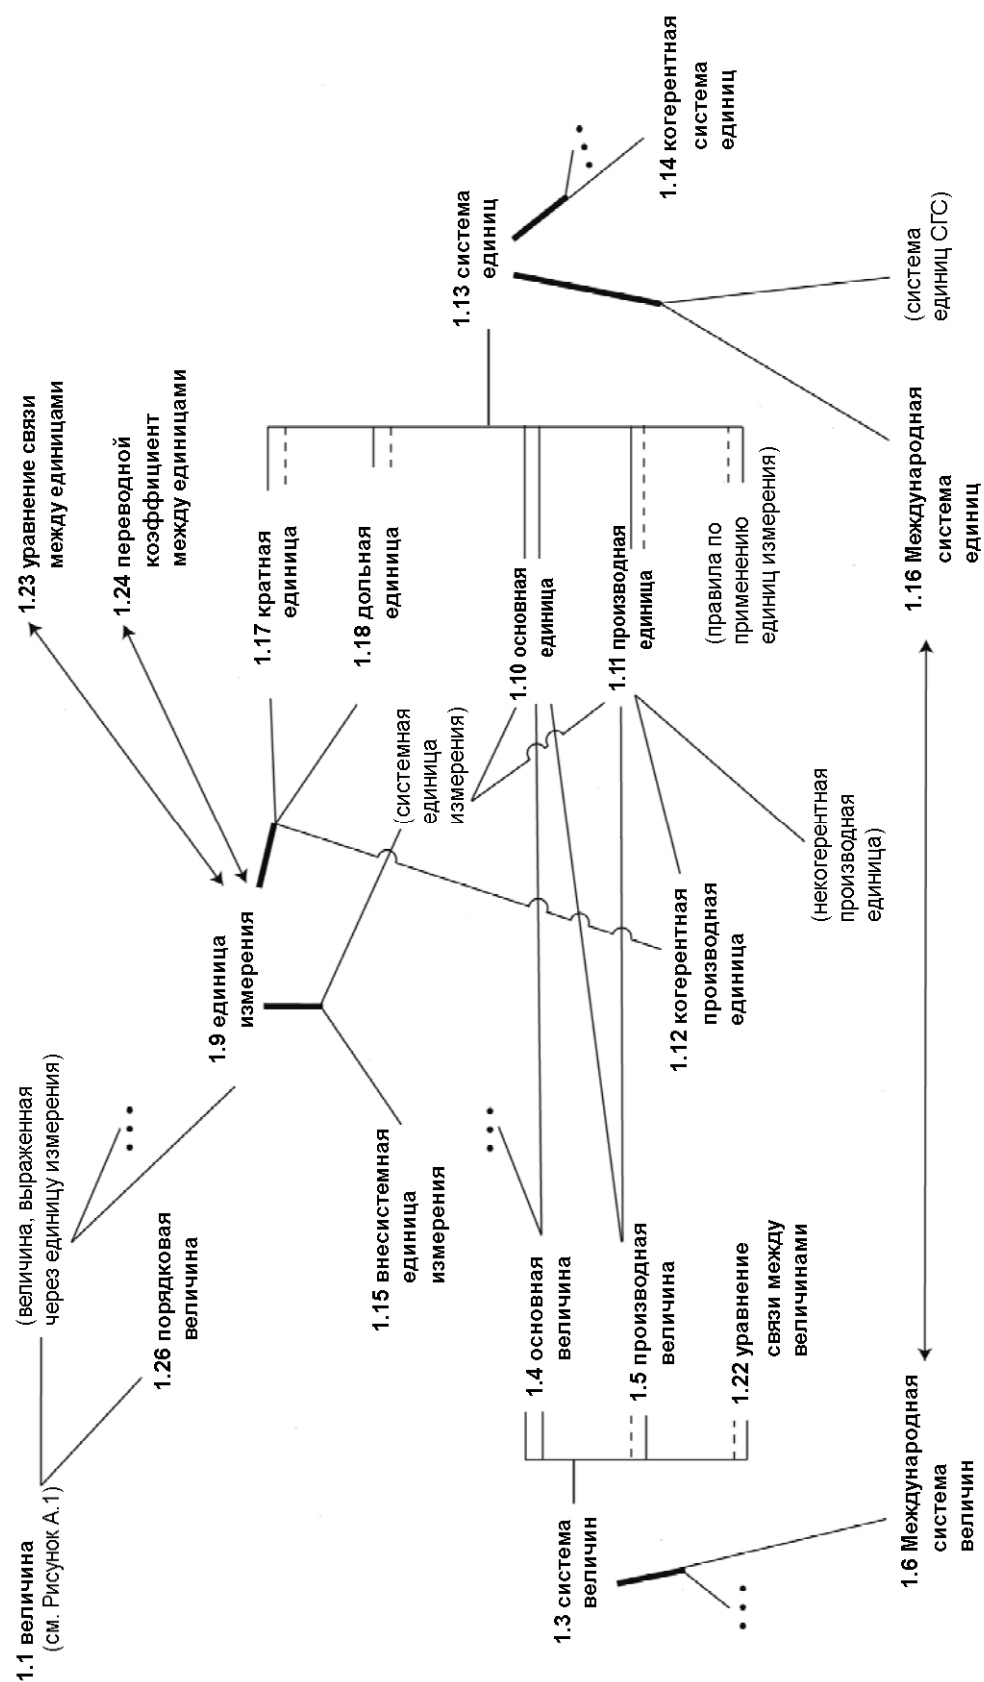 1.1 величина
(см. Рисунок А.1)
(величина, выраженная
через единицу измерения)
1.26 порядковая
величина
1.23 уравнение связи
между единицами
1.24 переводной
коэффициент
между единицами
1.9 единица
измерения
1.17 кратная
единица
1.18 дольная
единица
1.15 внесистемная
единица
измерения
(системная
единица
измерения)
1.13 система
единиц
1.14 когерентная
система
единиц
1.10 основная
единица
1.11 производная
единица
(правила по
применению
единиц измерения)
1.12 когерентная
производная
единица
(некогерентная
производная
единица)
1.3 система
величин
1.4 основная
величина
1.5 производная
величина
1.22 уравнение
связи между
величинами
1.6 Международная
система
величин
1.16 Международная
система
единиц
(система
единиц СГС)